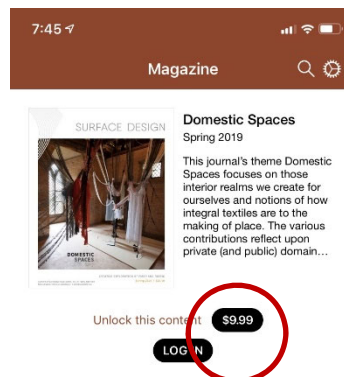 7:45
Magazine
SURFACE DESIGN
DOMESTIC
SPACES
Domestic Spaces
Spring 2019
This journal's theme Domestic
Spaces focuses on those
interior realms we create for
ourselves and notions of how
integral textiles are to the
making of place. The various
contributions reflect upon
private (and public) domain…
Unlock this content $9.99
LOG IN